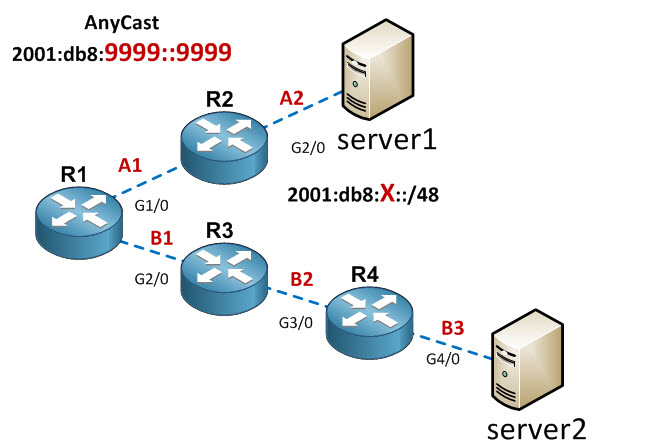 AnyCast
2001:db8:9999::9999
R2
A2
server1
G2/0
A1
R1
2001:db8:X::/48
G1/0
B1
R3
G2/0
B2
R4
G3/0
B3
G4/0
server2